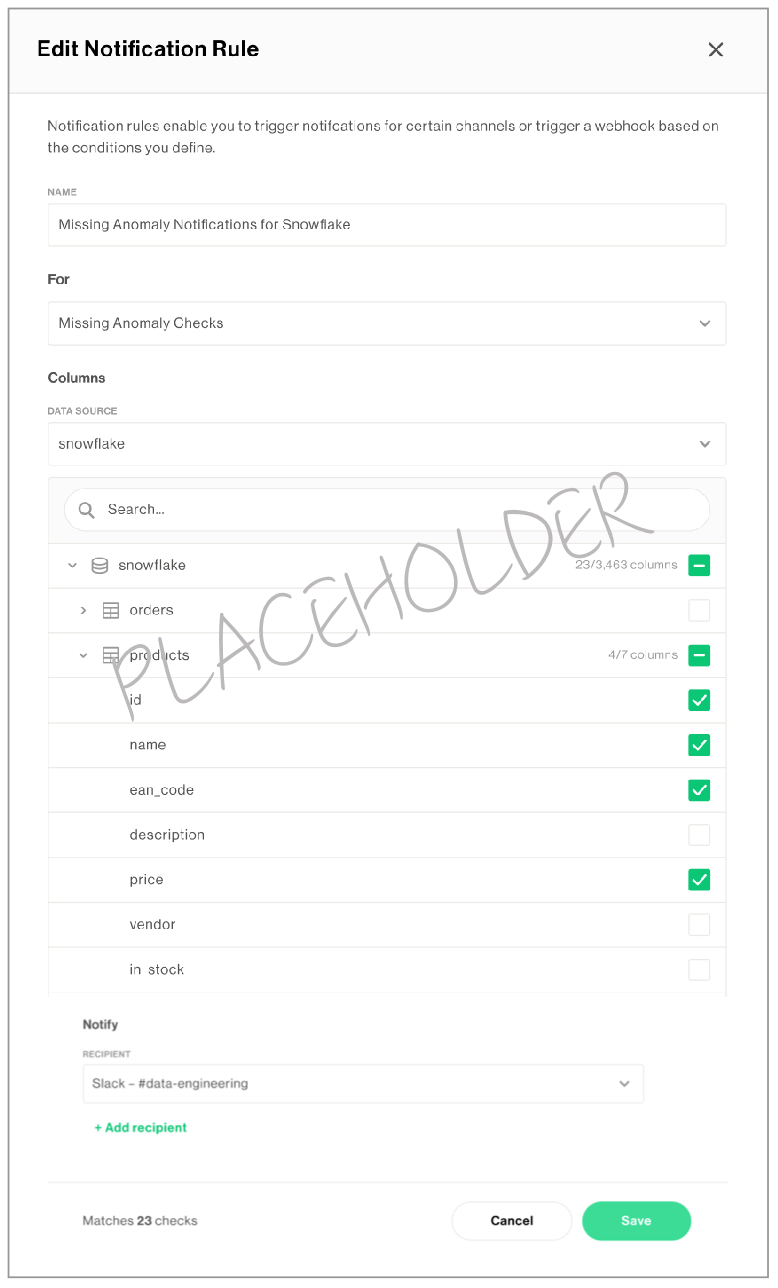 Edit Notification Rule
Notification rules enable you to trigger notifcations for certain channels or trigger a webhook based on
the conditions you define.
NAME
Missing Anomaly Notifications for Snowflake
For
Missing Anomaly Checks
Columns
DATA SOURCE
snowflake
Search...
snowflake 23/3,463 columns
orders
products 4/7 columns
id
name
ean_code
description
price
vendor
in_stock
PLACEHOLDER
Notify
RECIPIENT
Slack – #data-engineering
+ Add recipient
Matches 23 checks Cancel Save